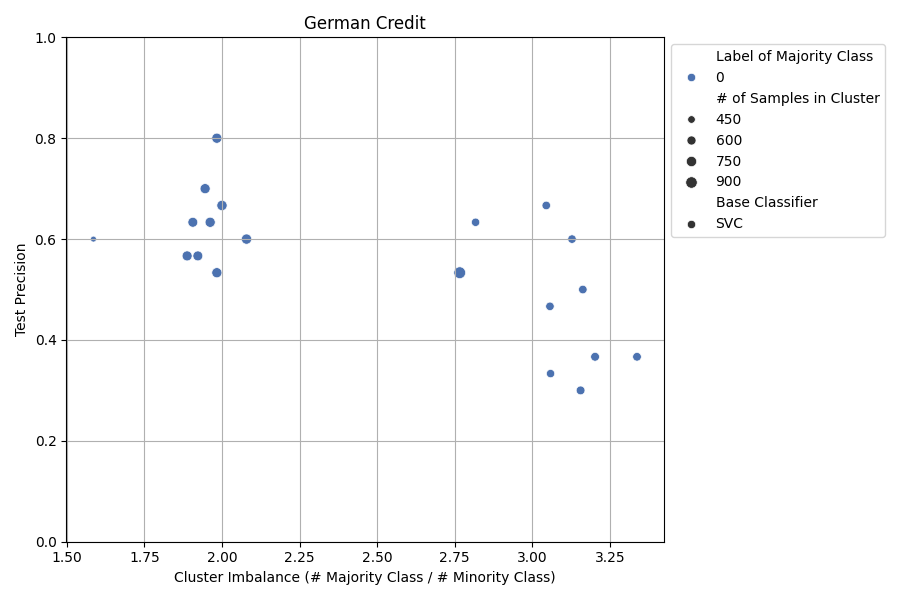 German Credit
1.0
0.8
0.6
0.4
0.2
0.0
Test Precision
1.50 1.75 2.00 2.25 2.50 2.75 3.00 3.25
Cluster Imbalance (# Majority Class / # Minority Class)
Label of Majority Class
0
# of Samples in Cluster
450
600
750
900
Base Classifier
SVC